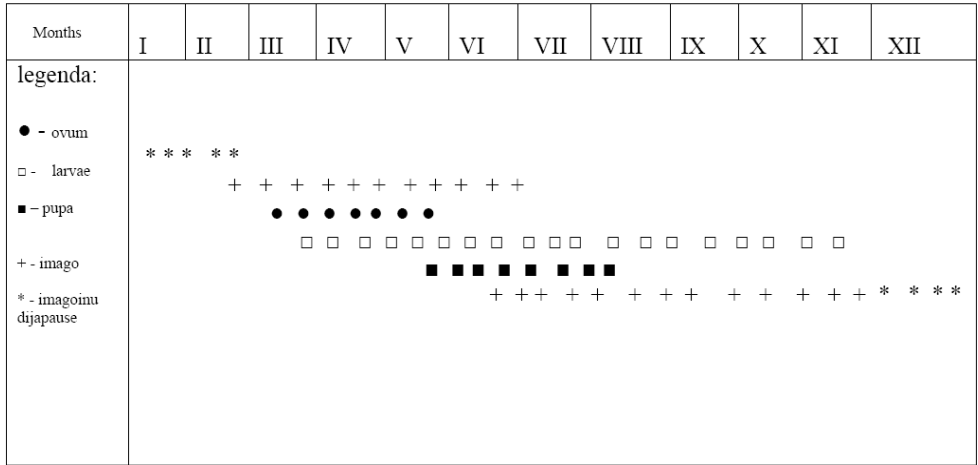 Months I II III IV V VI VII VIII IX X XI XII
legenda:
● - ovum
* * * * *
□ - larvae
+ + + + + + + + + + +
■ – pupa
● ● ● ● ● ● ●
□ □ □ □ □ □ □ □ □ □ □ □ □ □ □ □ □ □ □
+ - imago
■ ■ ■ ■ ■ ■ ■ ■
* - imagoinu
+ + + + + + + + + + + + + * * * *
dijapause